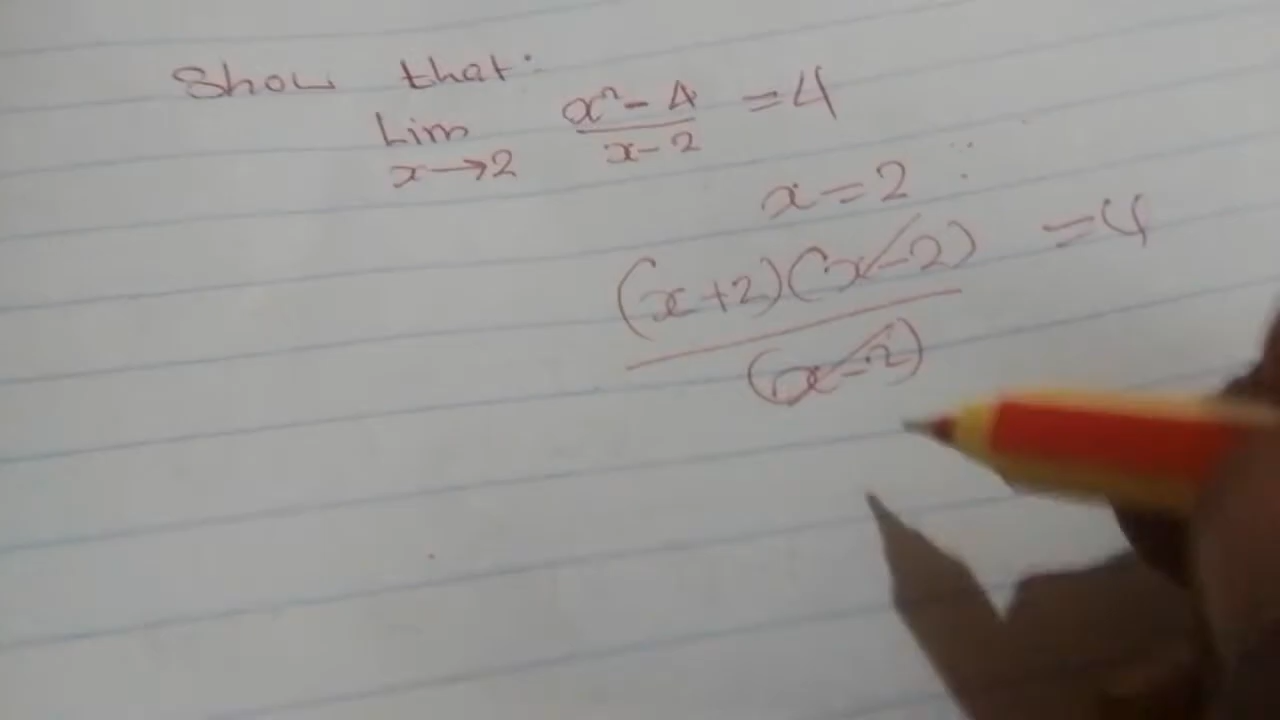 Show that:
Lim x→2 (x² - 4)/(x - 2) = 4
x = 2 ∵
(x+2)(x-2)/(x-2) = 4